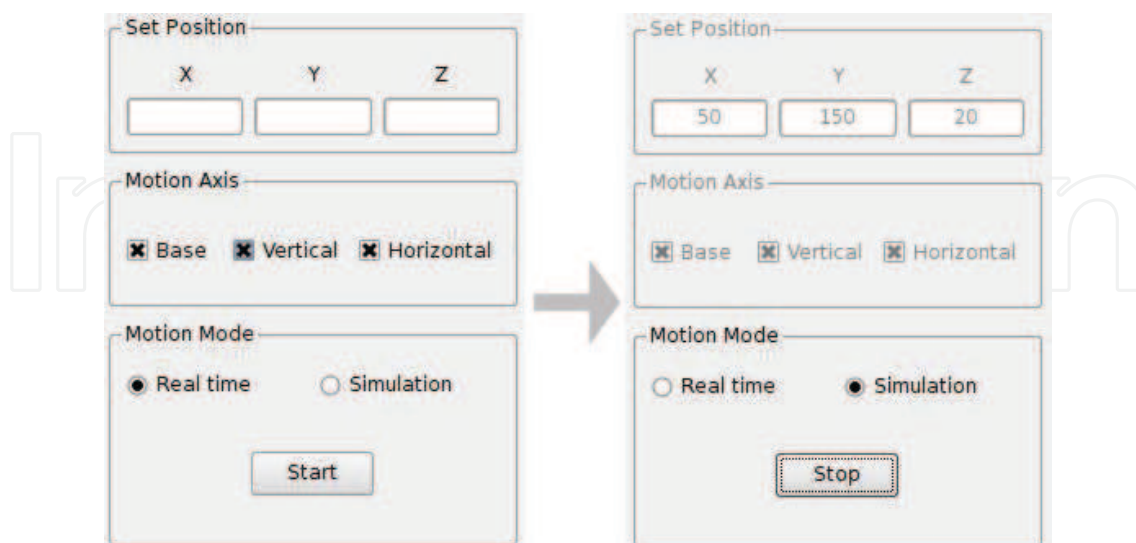 Set Position
X Y Z
Motion Axis
Base Vertical Horizontal
Motion Mode
Real time Simulation
Start
Set Position
X Y Z
50 150 20
Motion Axis
Base Vertical Horizontal
Motion Mode
Real time Simulation
Stop